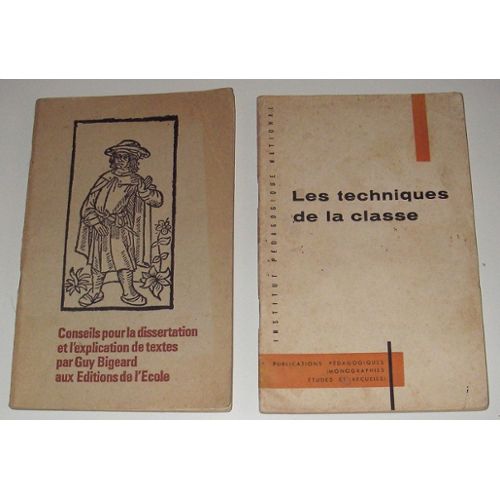 Conseils pour la dissertation
et l'explication de textes
par Guy Bigeard
aux Editions de l'Ecole
INSTITUT PÉDAGOGIQUE NATIONAL
Les techniques
de la classe
PUBLICATIONS PÉDAGOGIQUES
(MONOGRAPHIES
ÉTUDES ET RECUEILS)